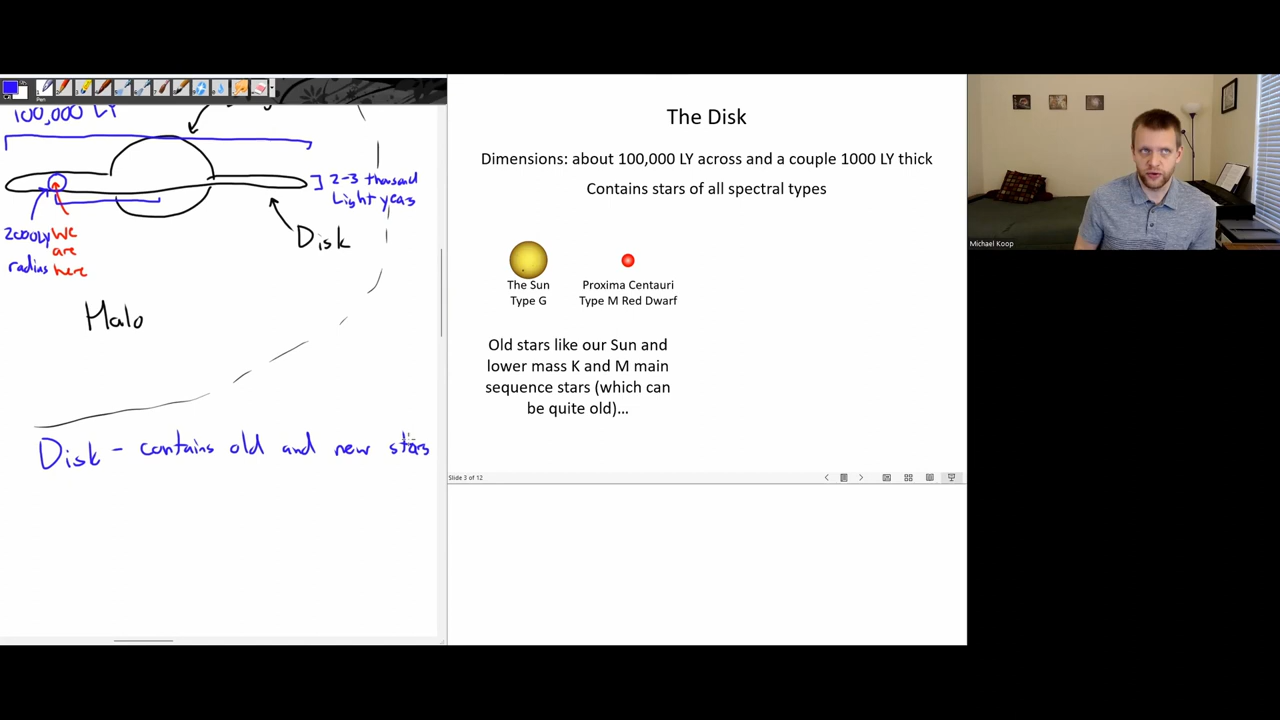 100,000 LY
2-3 thousand
Light years
2000LY
radius
We
are
here
Disk
Halo
Disk - contains old and new stars
Pen
The Disk
Dimensions: about 100,000 LY across and a couple 1000 LY thick
Contains stars of all spectral types
The Sun
Type G
Proxima Centauri
Type M Red Dwarf
Old stars like our Sun and
lower mass K and M main
sequence stars (which can
be quite old)...
Slide 3 of 12
Michael Koop